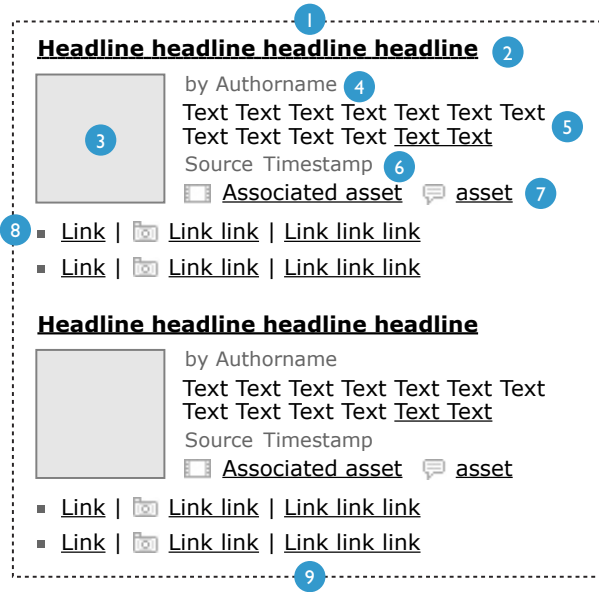 1
Headline headline headline headline 2
3
by Authorname 4
Text Text Text Text Text Text Text
Text Text Text Text Text Text 5
Source Timestamp 6
Associated asset asset 7
8 Link | Link link | Link link link
Link | Link link | Link link link
Headline headline headline headline
by Authorname
Text Text Text Text Text Text Text
Text Text Text Text Text Text
Source Timestamp
Associated asset asset
Link | Link link | Link link link
Link | Link link | Link link link
9